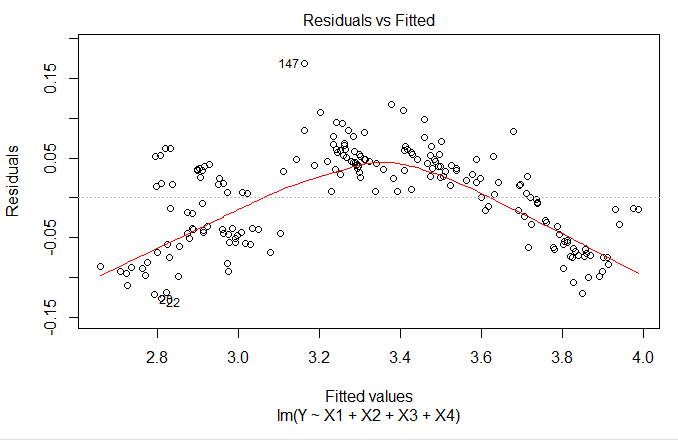 Residuals vs Fitted
Residuals
0.15
0.05
-0.05
-0.15
147
22
2.8 3.0 3.2 3.4 3.6 3.8 4.0
Fitted values
lm(Y ~ X1 + X2 + X3 + X4)